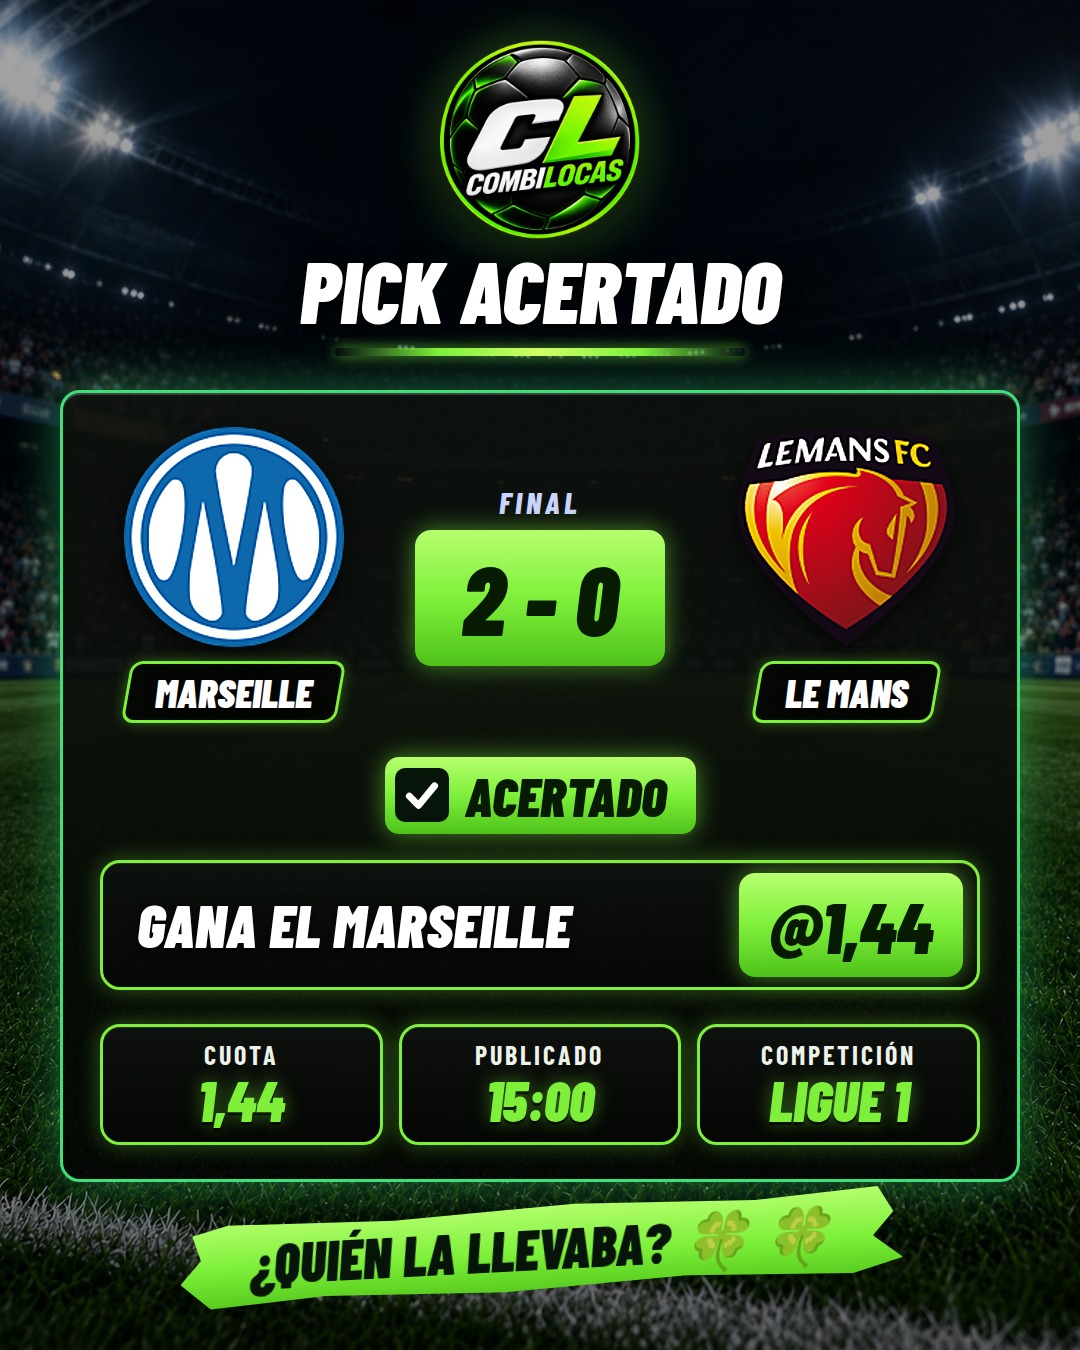 CL
COMBILOCAS
PICK ACERTADO
LEMANS FC
FINAL
2 - 0
MARSEILLE
LE MANS
ACERTADO
GANA EL MARSEILLE
@1,44
CUOTA
PUBLICADO
COMPETICIÓN
1,44
15:00
LIGUE 1
¿QUIÉN LA LLEVABA? 🍀 🍀